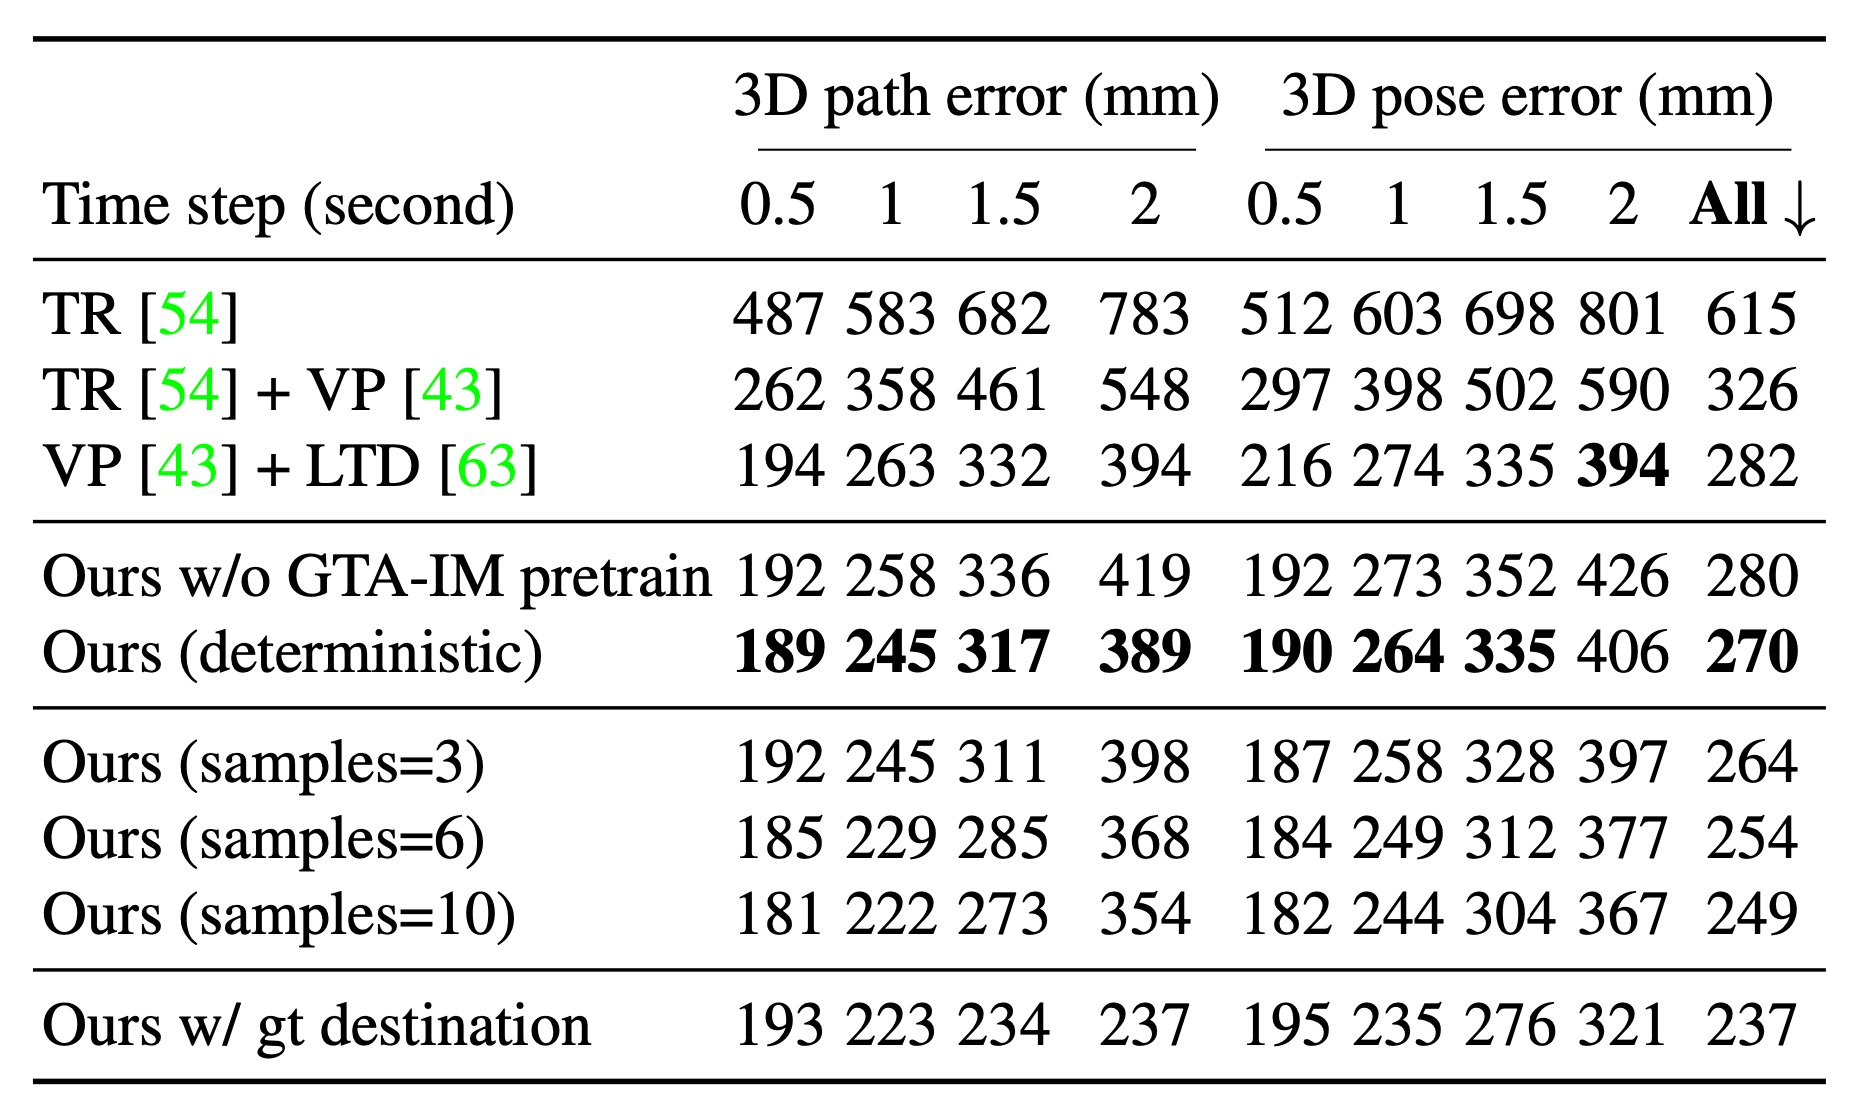 3D path error (mm) 3D pose error (mm)
Time step (second) 0.5 1 1.5 2 0.5 1 1.5 2 All ↓
TR [54] 487 583 682 783 512 603 698 801 615
TR [54] + VP [43] 262 358 461 548 297 398 502 590 326
VP [43] + LTD [63] 194 263 332 394 216 274 335 394 282
Ours w/o GTA-IM pretrain 192 258 336 419 192 273 352 426 280
Ours (deterministic) 189 245 317 389 190 264 335 406 270
Ours (samples=3) 192 245 311 398 187 258 328 397 264
Ours (samples=6) 185 229 285 368 184 249 312 377 254
Ours (samples=10) 181 222 273 354 182 244 304 367 249
Ours w/ gt destination 193 223 234 237 195 235 276 321 237